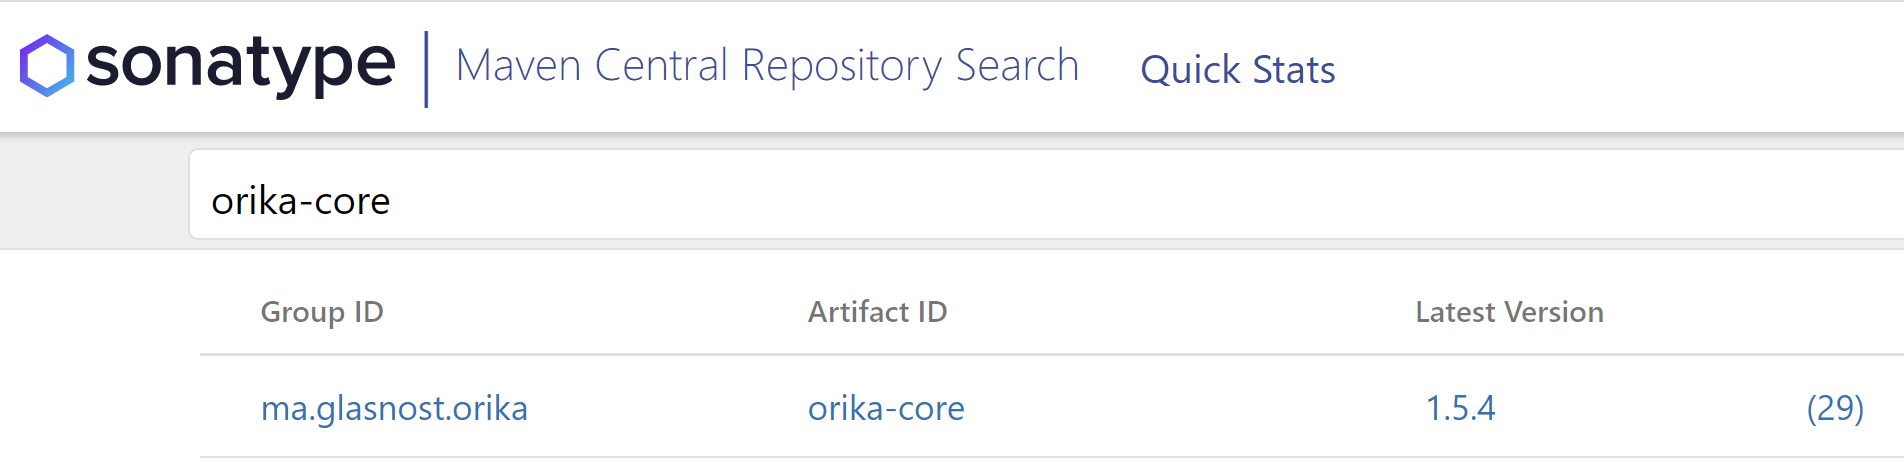 sonatype Maven Central Repository Search Quick Stats
orika-core
Group ID Artifact ID Latest Version
ma.glasnost.orika orika-core 1.5.4 (29)